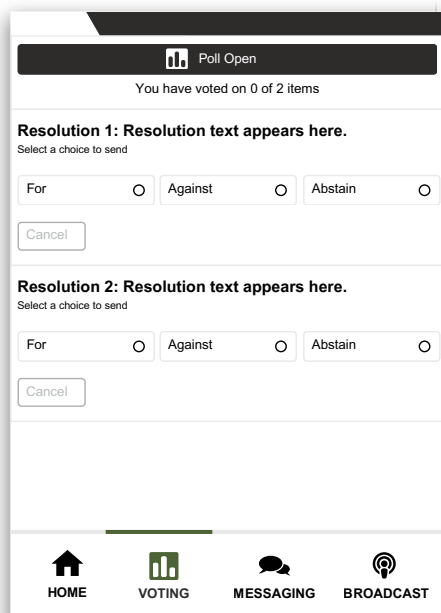 Poll Open
You have voted on 0 of 2 items
Resolution 1: Resolution text appears here.
Select a choice to send
For Against Abstain
Cancel
Resolution 2: Resolution text appears here.
Select a choice to send
For Against Abstain
Cancel
HOME VOTING MESSAGING BROADCAST